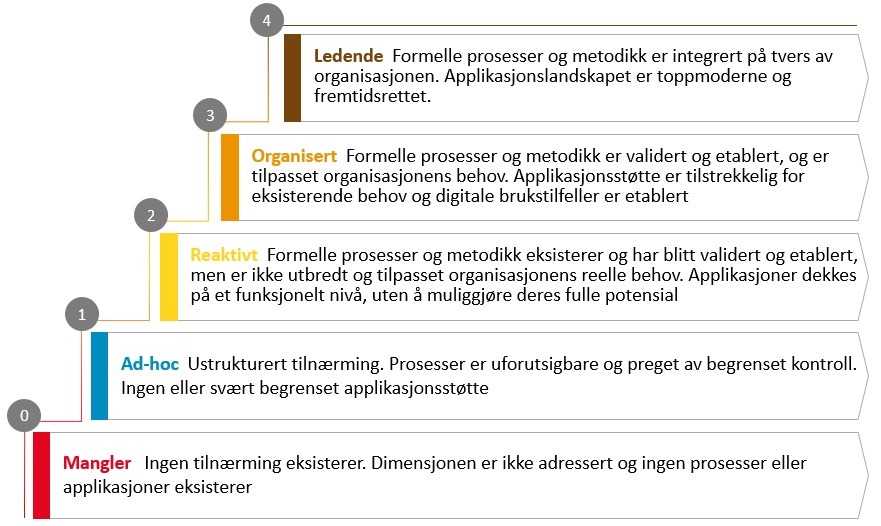 4
Ledende Formelle prosesser og metodikk er integrert på tvers av
organisasjonen. Applikasjonslandskapet er toppmoderne og
fremtidsrettet.
3
Organisert Formelle prosesser og metodikk er validert og etablert, og er
tilpasset organisasjonens behov. Applikasjonsstøtte er tilstrekkelig for
eksisterende behov og digitale brukstilfeller er etablert
2
Reaktivt Formelle prosesser og metodikk eksisterer og har blitt validert og etablert,
men er ikke utbredt og tilpasset organisasjonens reelle behov. Applikasjoner dekkes
på et funksjonelt nivå, uten å muliggjøre deres fulle potensial
1
Ad-hoc Ustrukturert tilnærming. Prosesser er uforutsigbare og preget av begrenset kontroll.
Ingen eller svært begrenset applikasjonsstøtte
0
Mangler Ingen tilnærming eksisterer. Dimensjonen er ikke adressert og ingen prosesser eller
applikasjoner eksisterer